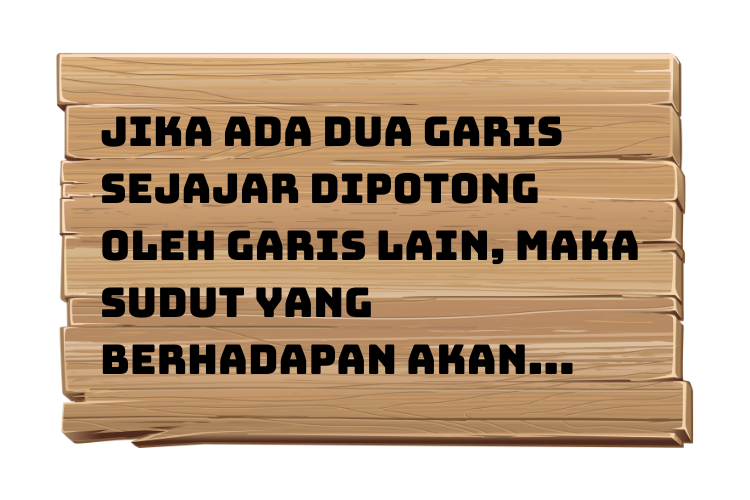 JIKA ADA DUA GARIS
SEJAJAR DIPOTONG
OLEH GARIS LAIN, MAKA
SUDUT YANG
BERHADAPAN AKAN...